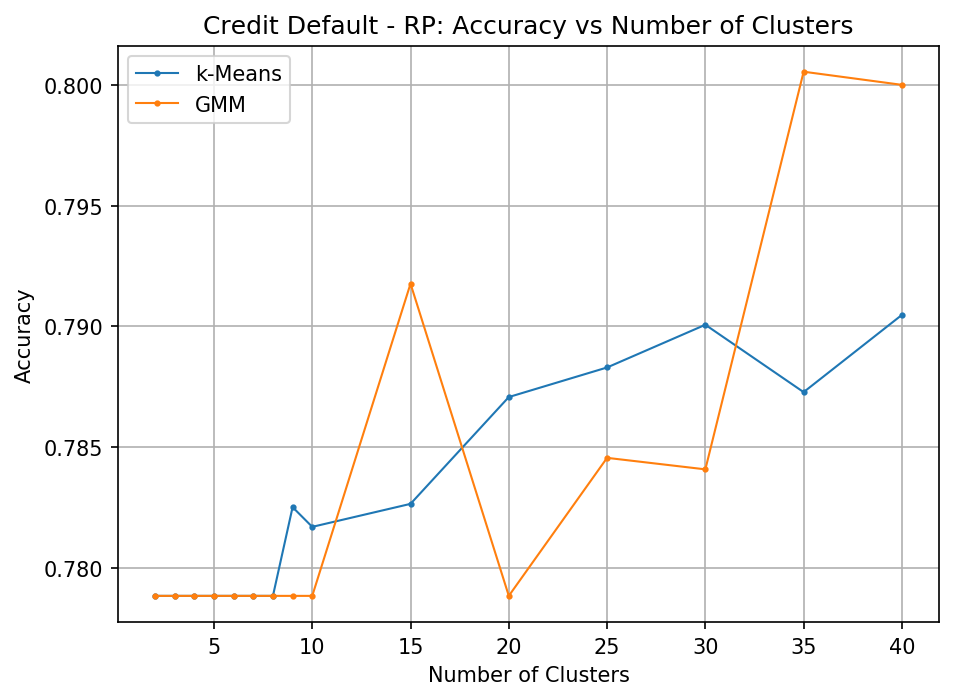 Credit Default - RP: Accuracy vs Number of Clusters
k-Means
GMM
Accuracy
0.800
0.795
0.790
0.785
0.780
5 10 15 20 25 30 35 40
Number of Clusters